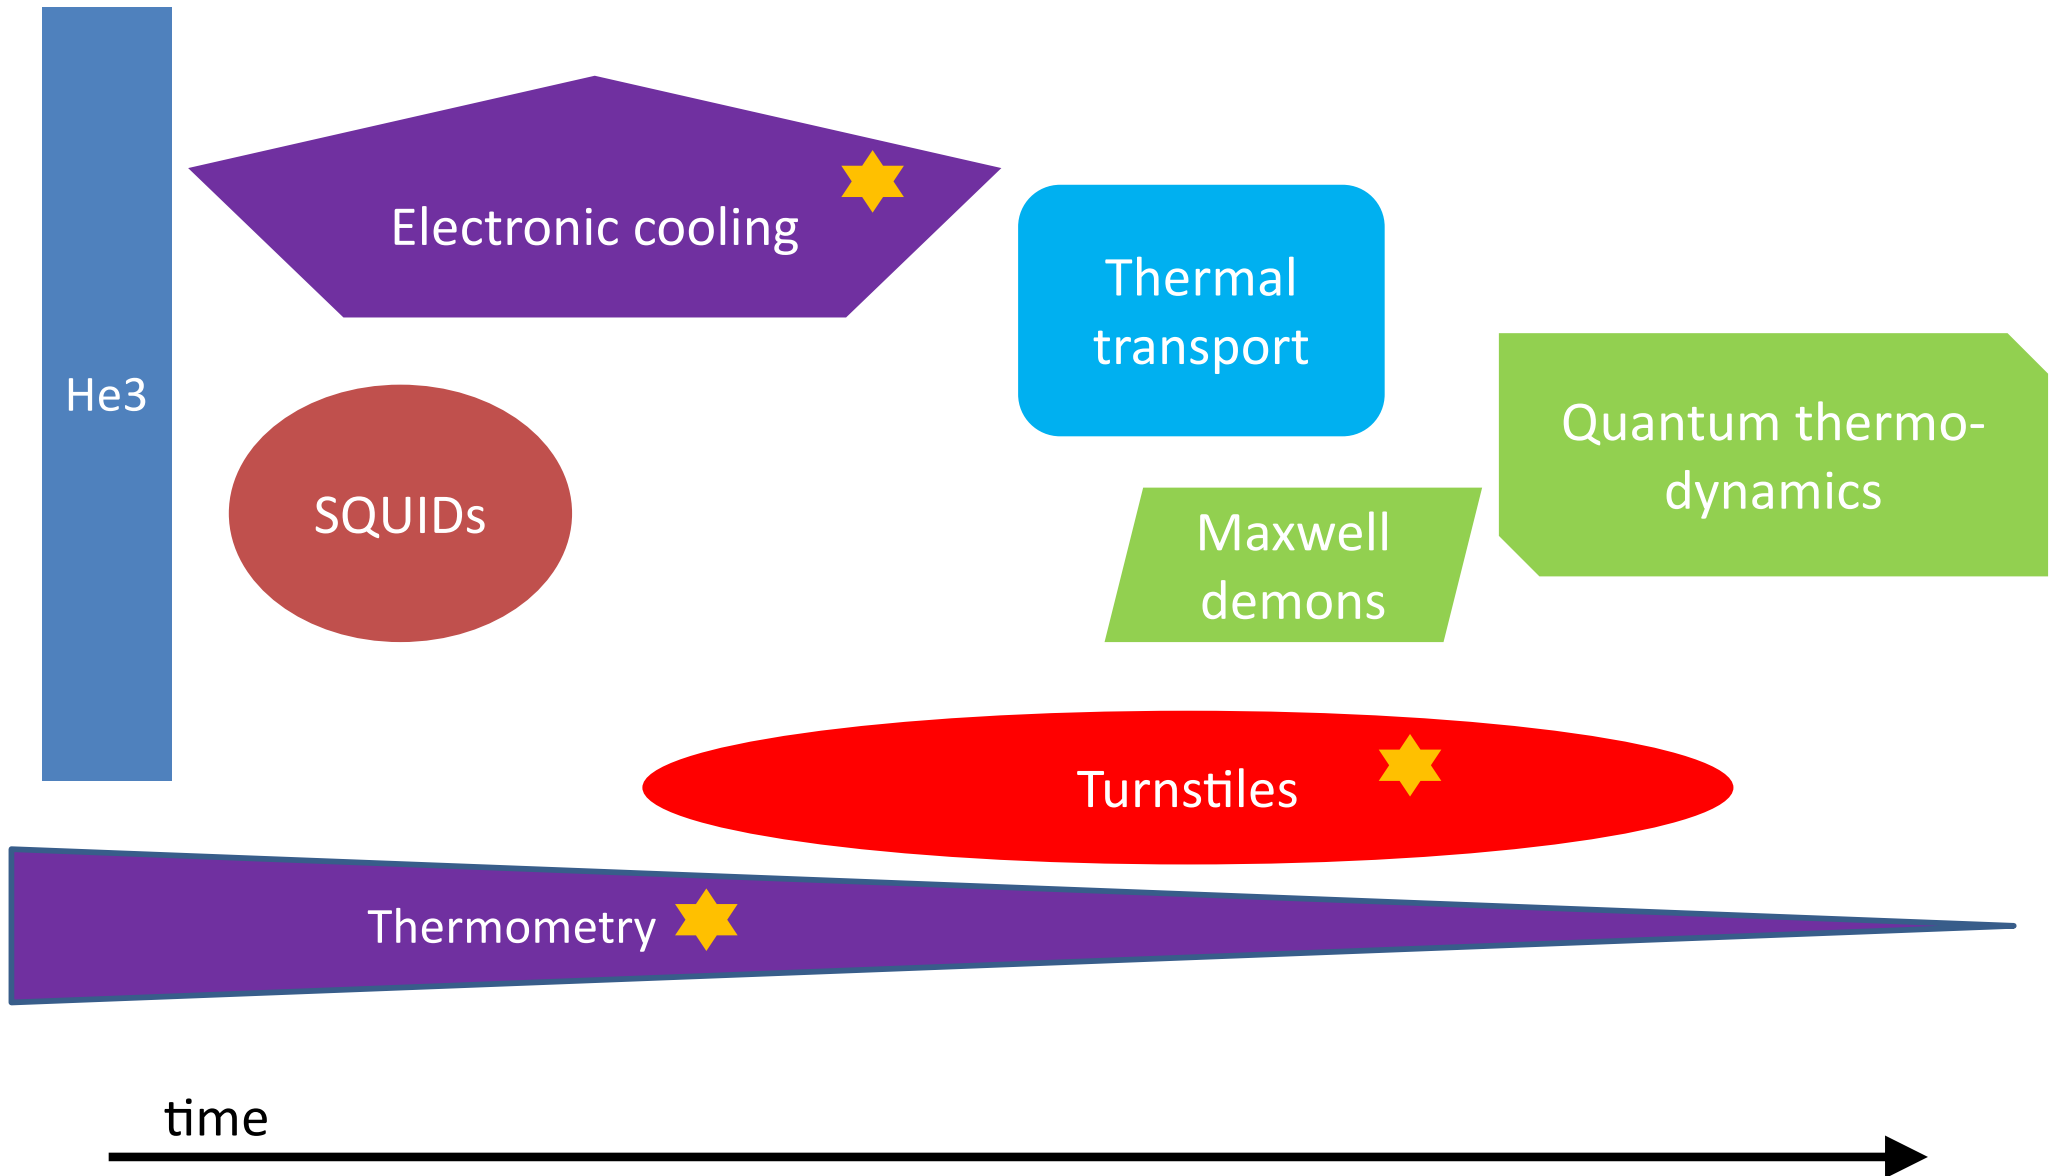 He3
Electronic cooling
SQUIDs
Thermal
transport
Maxwell
demons
Quantum thermo-
dynamics
Turnstiles
Thermometry
time